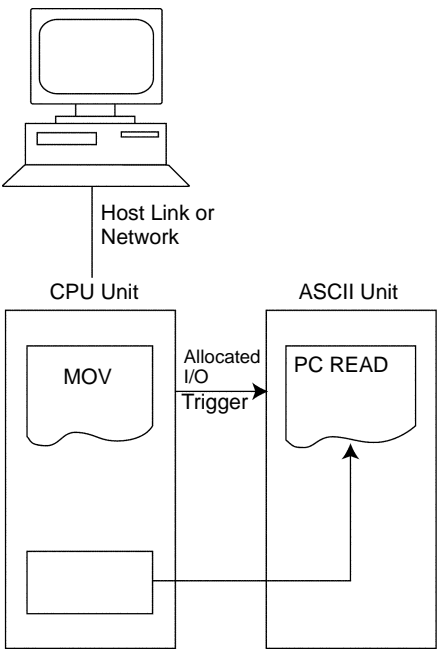 Host Link or
Network
CPU Unit
ASCII Unit
MOV
Allocated
I/O
Trigger
PC READ